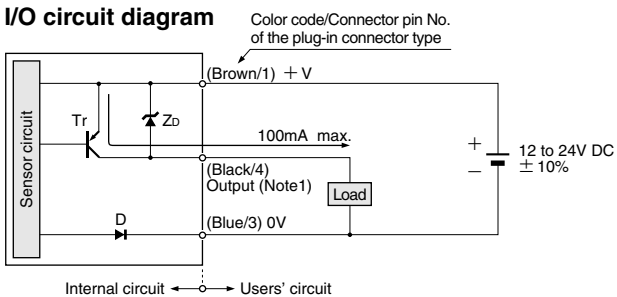 I/O circuit diagram
Color code/Connector pin No.
of the plug-in connector type
(Brown/1) +V
Sensor circuit
Tr
ZD
100mA max.
+
−
12 to 24V DC
±10%
(Black/4)
Output (Note1)
Load
D
(Blue/3) 0V
Internal circuit
Users' circuit